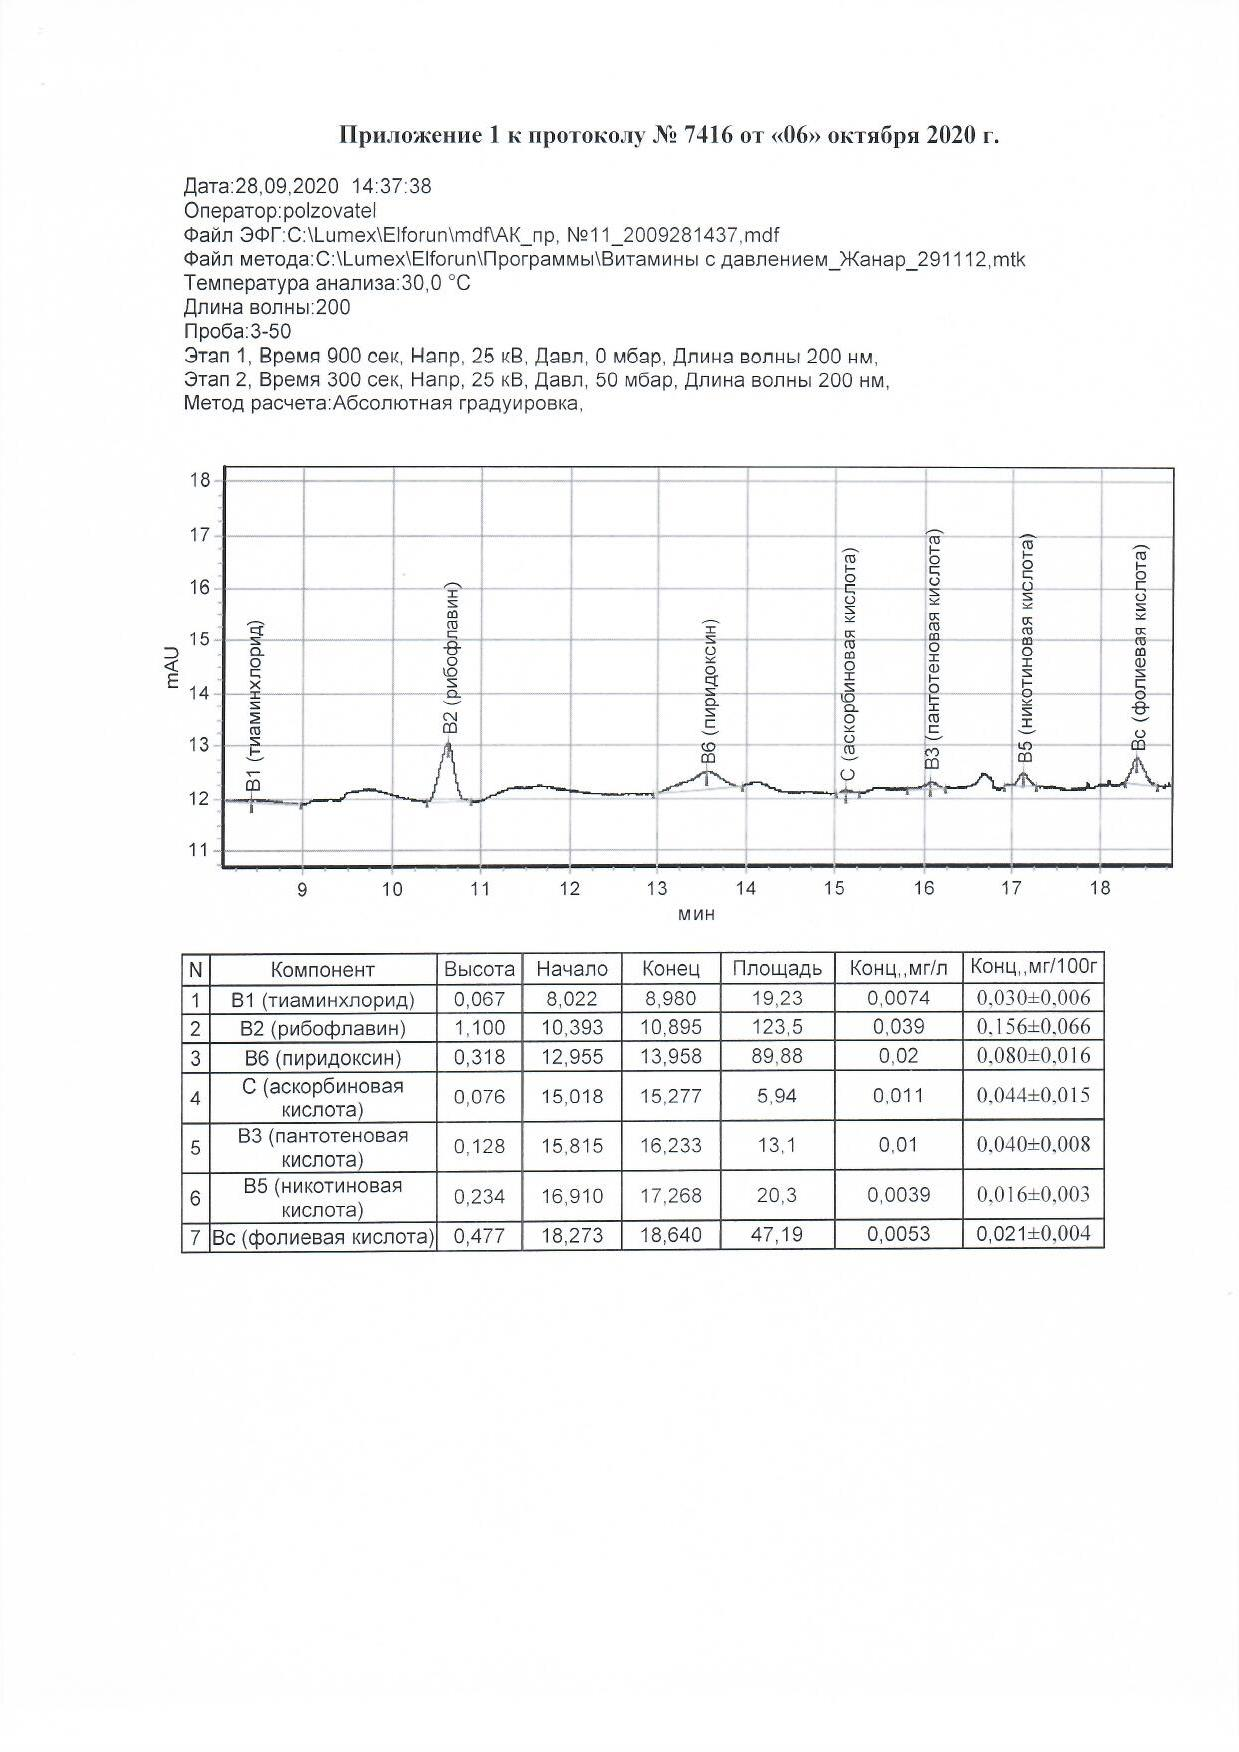 Приложение 1 к протоколу № 7416 от «06» октября 2020 г.
Дата:28,09,2020 14:37:38
Оператор:polzovatel
Файл ЭФГ:C:\Lumex\Elforun\mdf\АК_пр, №11_2009281437,mdf
Файл метода:C:\Lumex\Elforun\Программы\Витамины с давлением_Жанар_291112,mtk
Температура анализа:30,0 °C
Длина волны:200
Проба:3-50
Этап 1, Время 900 сек, Напр, 25 кВ, Давл, 0 мбар, Длина волны 200 нм,
Этап 2, Время 300 сек, Напр, 25 кВ, Давл, 50 мбар, Длина волны 200 нм,
Метод расчета:Абсолютная градуировка,
18
17
16
15
14
13
12
11
mAU
В1 (тиаминхлорид)
В2 (рибофлавин)
В6 (пиридоксин)
С (аскорбиновая кислота)
В3 (пантотеновая кислота)
В5 (никотиновая кислота)
Вс (фолиевая кислота)
9 10 11 12 13 14 15 16 17 18
мин
N Компонент Высота Начало Конец Площадь Конц,,мг/л Конц,,мг/100г
1 В1 (тиаминхлорид) 0,067 8,022 8,980 19,23 0,0074 0,030±0,006
2 В2 (рибофлавин) 1,100 10,393 10,895 123,5 0,039 0,156±0,066
3 В6 (пиридоксин) 0,318 12,955 13,958 89,88 0,02 0,080±0,016
4 С (аскорбиновая кислота) 0,076 15,018 15,277 5,94 0,011 0,044±0,015
5 В3 (пантотеновая кислота) 0,128 15,815 16,233 13,1 0,01 0,040±0,008
6 В5 (никотиновая кислота) 0,234 16,910 17,268 20,3 0,0039 0,016±0,003
7 Вс (фолиевая кислота) 0,477 18,273 18,640 47,19 0,0053 0,021±0,004